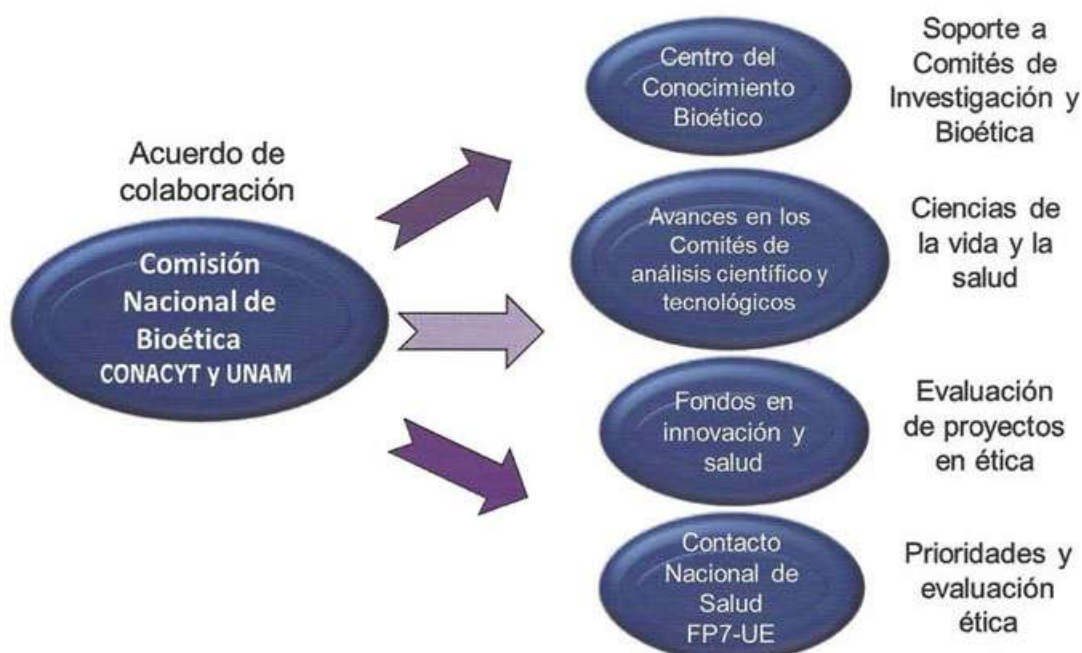 Acuerdo de
colaboración
Comisión
Nacional de
Bioética
CONACYT y UNAM
Centro del
Conocimiento
Bioético
Soporte a
Comités de
Investigación y
Bioética
Avances en los
Comités de
análisis científico y
tecnológicos
Ciencias de
la vida y la
salud
Fondos en
innovación y
salud
Evaluación
de proyectos
en ética
Contacto
Nacional de
Salud
FP7-UE
Prioridades y
evaluación
ética